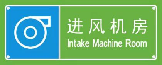 进风机房
Intake Machine Room